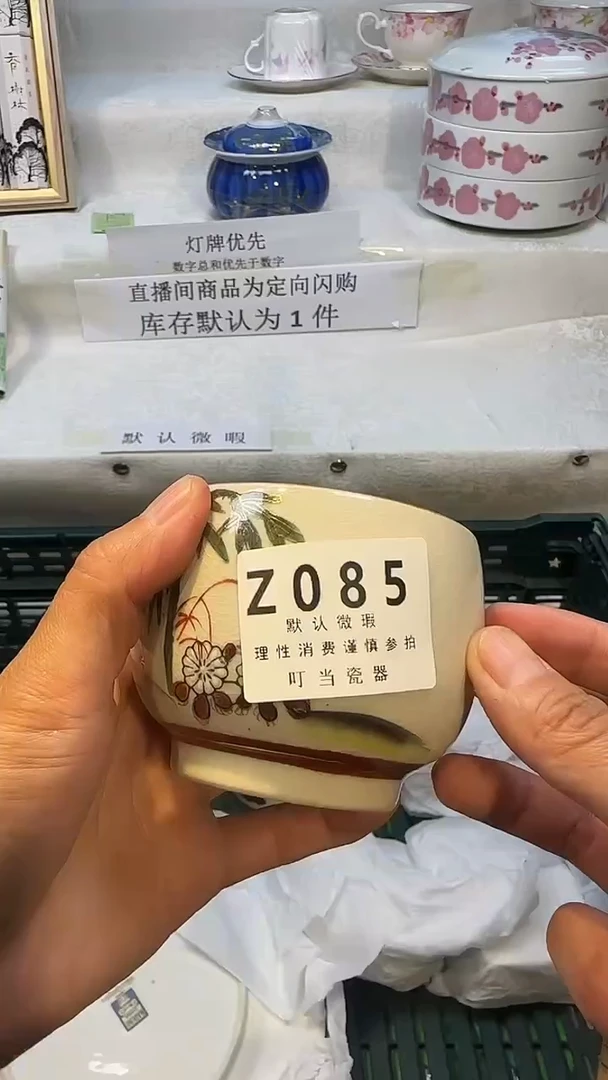 灯牌优先
数字总和优先于数字
直播间商品为定向闪购
库存默认为1件
默认微瑕
Z085
默认微瑕
理性消费谨慎参拍
叮当瓷器